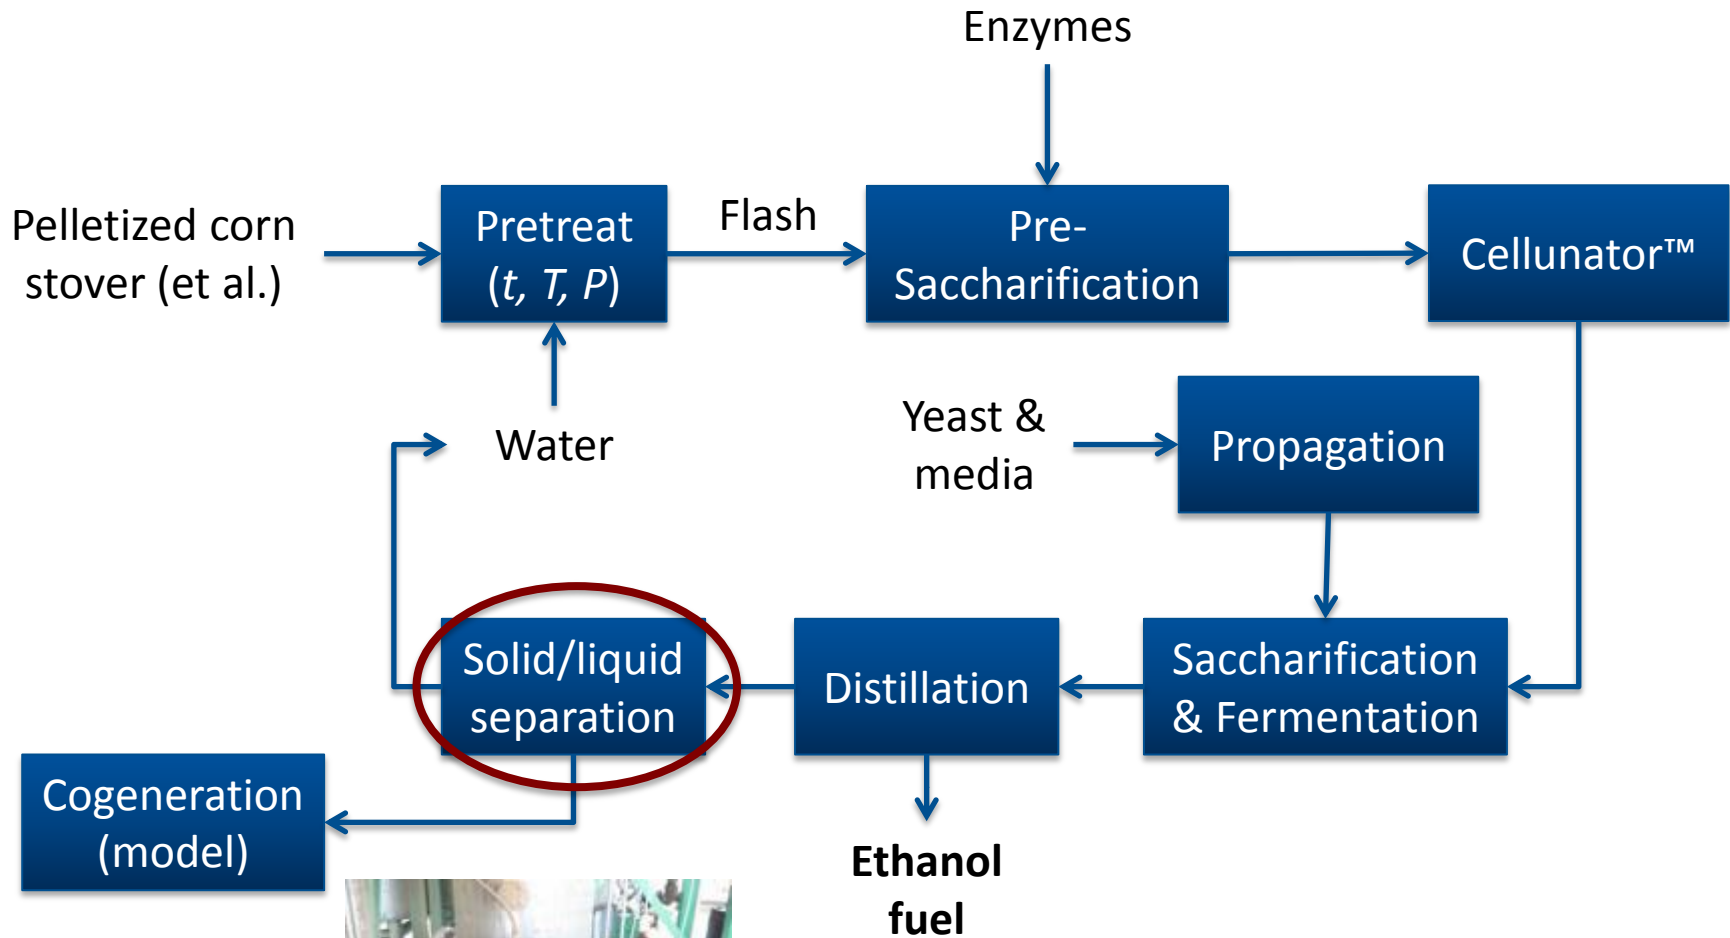 Enzymes
Pelletized corn
stover (et al.)
Pretreat
(t, T, P)
Flash
Pre-
Saccharification
Cellunator™
Water
Yeast &
media
Propagation
Solid/liquid
separation
Distillation
Saccharification
& Fermentation
Cogeneration
(model)
Ethanol
fuel